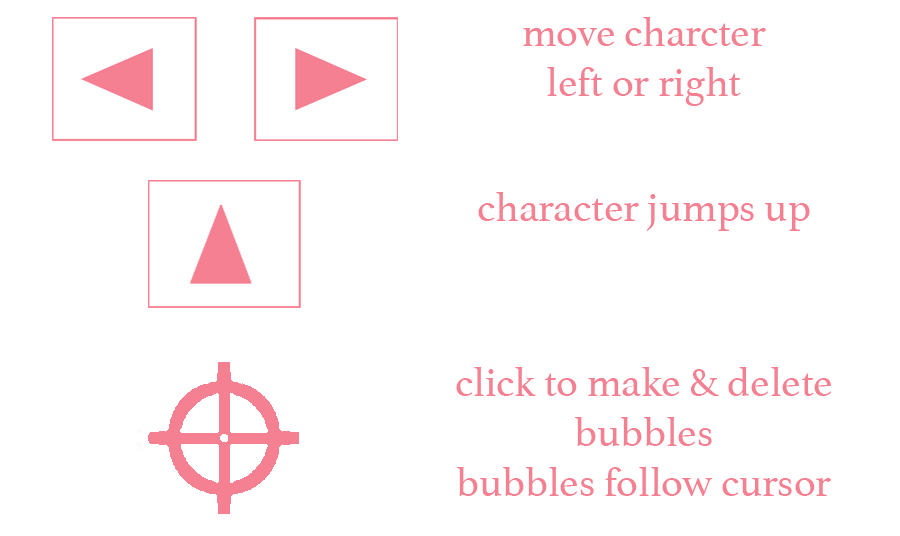 move charcter
left or right
character jumps up
click to make & delete
bubbles
bubbles follow cursor